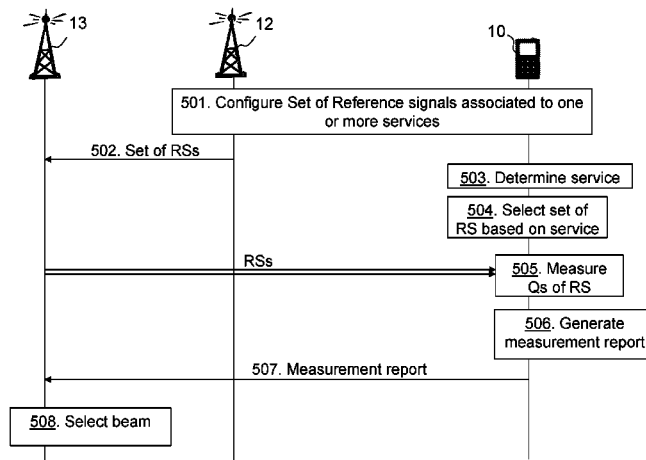 13
12
10
501. Configure Set of Reference signals associated to one
or more services
502. Set of RSs
503. Determine service
504. Select set of
RS based on service
RSs
505. Measure
Qs of RS
506. Generate
measurement report
507. Measurement report
508. Select beam